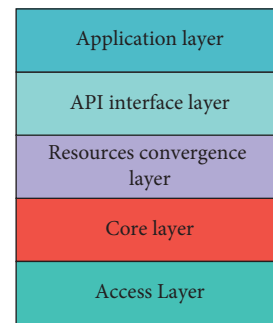 Application layer
API interface layer
Resources convergence
layer
Core layer
Access Layer